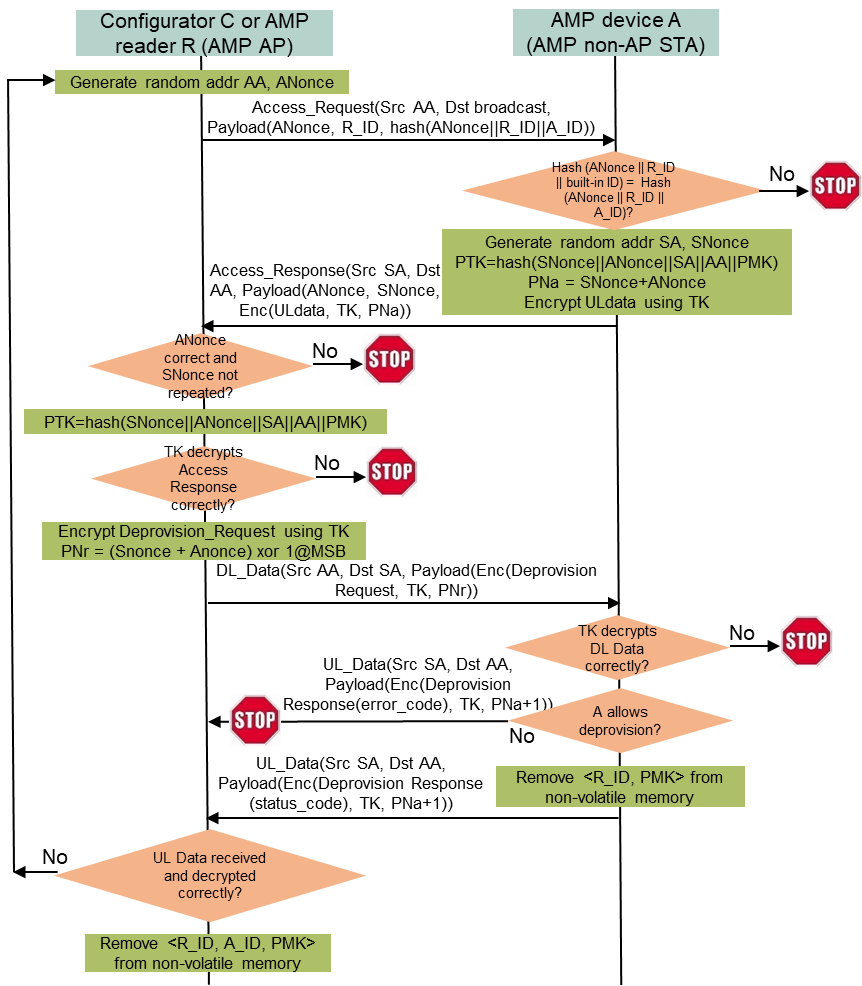 Configurator C or AMP
reader R (AMP AP)
AMP device A
(AMP non-AP STA)
Generate random addr AA, ANonce
Access_Request(Src AA, Dst broadcast,
Payload(ANonce, R_ID, hash(ANonce||R_ID||A_ID))
Hash (ANonce || R_ID
|| built-in ID) = Hash
(ANonce || R_ID ||
A_ID)?
No
STOP
Generate random addr SA, SNonce
PTK=hash(SNonce||ANonce||SA||AA||PMK)
PNa = SNonce+ANonce
Encrypt ULdata using TK
Access_Response(Src SA, Dst
AA, Payload(ANonce, SNonce,
Enc(ULdata, TK, PNa))
ANonce
correct and
SNonce not
repeated?
No
STOP
PTK=hash(SNonce||ANonce||SA||AA||PMK)
TK decrypts
Access
Response
correctly?
No
STOP
Encrypt Deprovision_Request using TK
PNr = (Snonce + Anonce) xor 1@MSB
DL_Data(Src AA, Dst SA, Payload(Enc(Deprovision
Request, TK, PNr))
TK decrypts
DL Data
correctly?
No
STOP
UL_Data(Src SA, Dst AA,
Payload(Enc(Deprovision
Response(error_code), TK, PNa+1))
STOP
A allows
deprovision?
No
UL_Data(Src SA, Dst AA,
Payload(Enc(Deprovision Response
(status_code), TK, PNa+1))
Remove <R_ID, PMK> from
non-volatile memory
No
UL Data received
and decrypted
correctly?
Remove <R_ID, A_ID, PMK>
from non-volatile memory